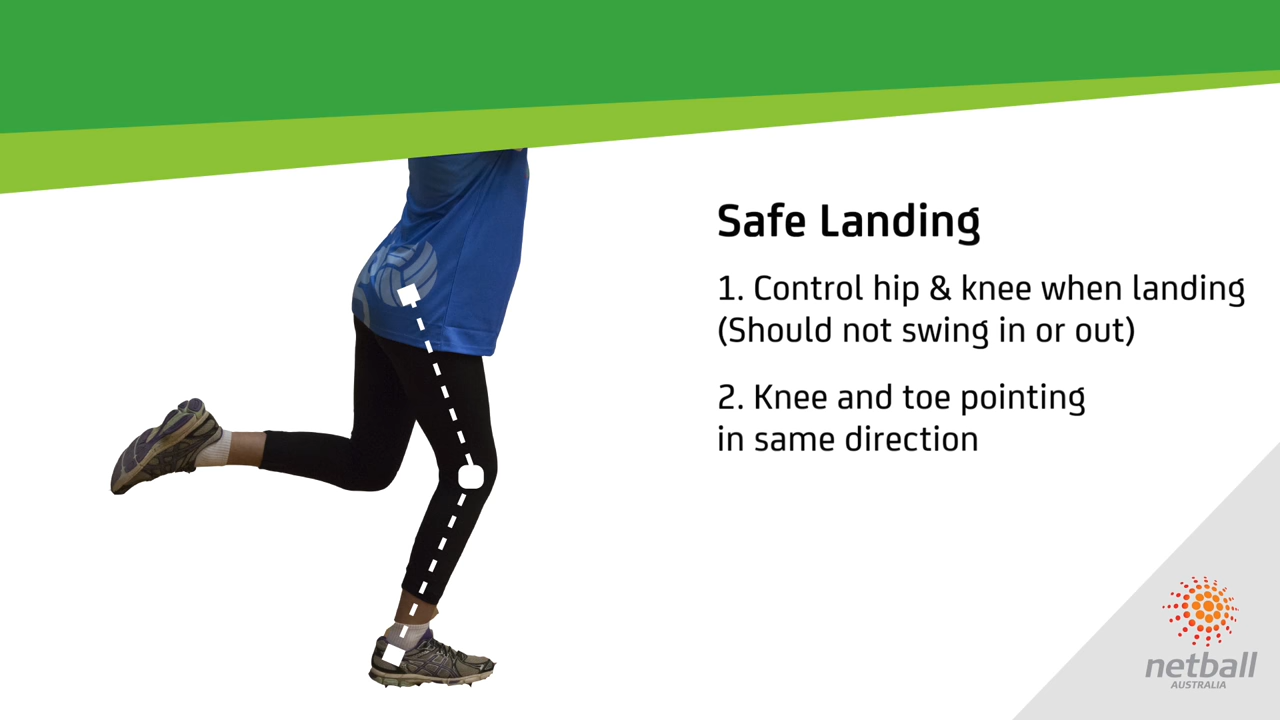 Safe Landing
1. Control hip & knee when landing
(Should not swing in or out)
2. Knee and toe pointing
in same direction
netball
AUSTRALIA